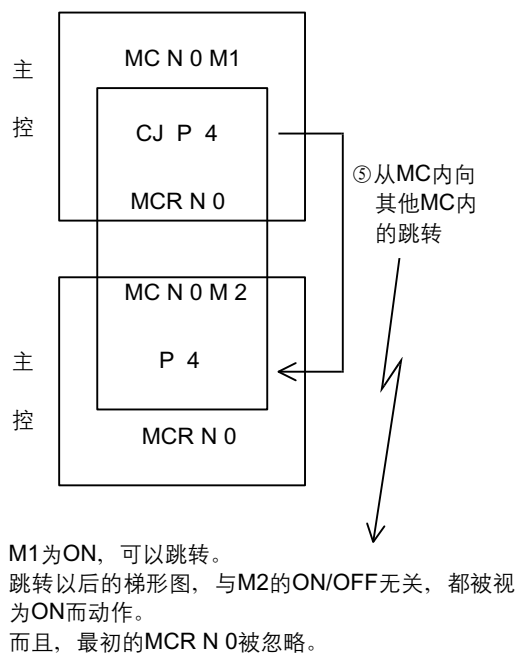 MC N 0 M1
主
控
CJ P 4
MCR N 0
⑤从MC内向
其他MC内
的跳转
MC N 0 M 2
主
控
P 4
MCR N 0
M1为ON，可以跳转。
跳转以后的梯形图，与M2的ON/OFF无关，都被视
为ON而动作。
而且，最初的MCR N 0被忽略。